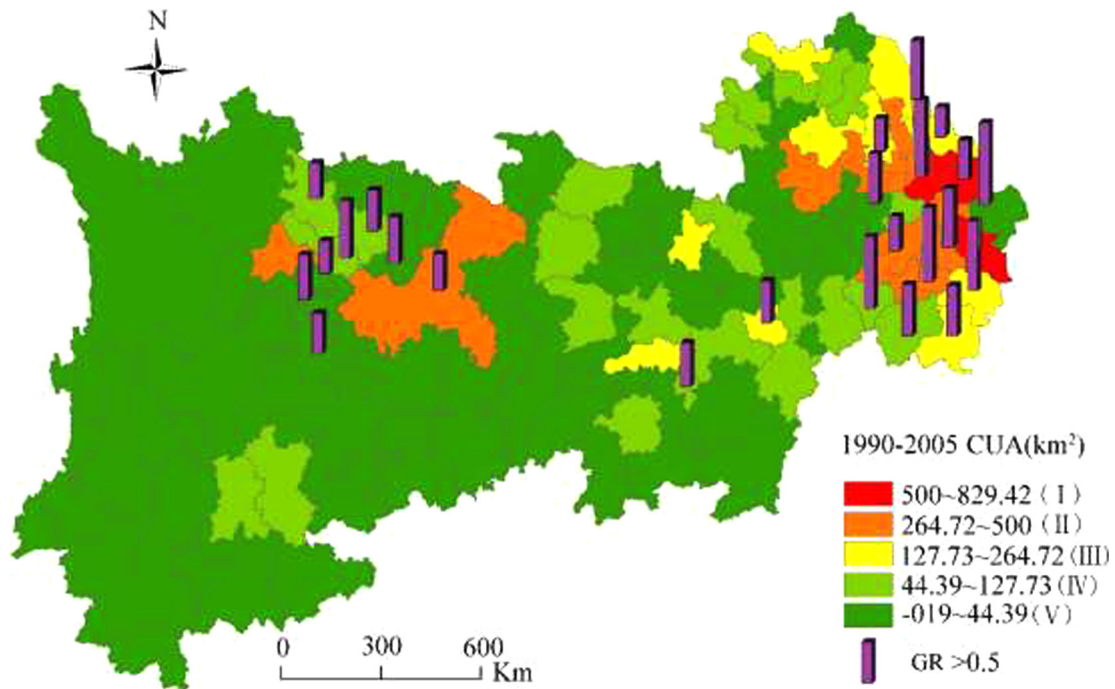 N
1990-2005 CUA(km²)
500~829.42 (Ⅰ)
264.72~500 (Ⅱ)
127.73~264.72 (Ⅲ)
44.39~127.73 (Ⅳ)
-019~44.39 (Ⅴ)
GR >0.5
0 300 600
Km